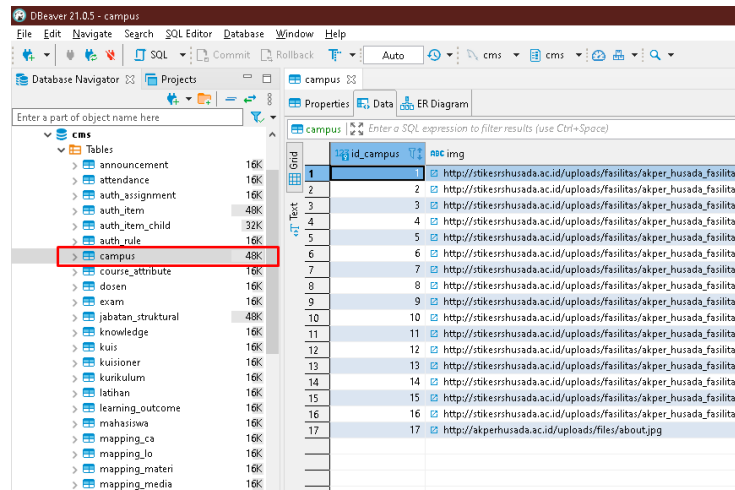 DBeaver 21.0.5 - campus
File Edit Navigate Search SQL Editor Database Window Help
SQL Commit Rollback Auto cms cms
Database Navigator Projects campus
Properties Data ER Diagram
Enter a part of object name here
campus Enter a SQL expression to filter results (use Ctrl+Space)
cms
Tables
announcement 16K
attendance 16K
auth_assignment 16K
auth_item 48K
auth_item_child 32K
auth_rule 16K
campus 48K
course_attribute 16K
dosen 16K
exam 16K
jabatan_struktural 48K
knowledge 16K
kuis 16K
kuisioner 16K
kurikulum 16K
latihan 16K
learning_outcome 16K
mahasiswa 16K
mapping_ca 16K
mapping_lo 16K
mapping_materi 16K
mapping_media 16K
Grid
Text
123 id_campus ABC img
1 1 http://stikesrshusada.ac.id/uploads/fasilitas/akper_husada_fasilita
2 2 http://stikesrshusada.ac.id/uploads/fasilitas/akper_husada_fasilita
3 3 http://stikesrshusada.ac.id/uploads/fasilitas/akper_husada_fasilita
4 4 http://stikesrshusada.ac.id/uploads/fasilitas/akper_husada_fasilita
5 5 http://stikesrshusada.ac.id/uploads/fasilitas/akper_husada_fasilita
6 6 http://stikesrshusada.ac.id/uploads/fasilitas/akper_husada_fasilita
7 7 http://stikesrshusada.ac.id/uploads/fasilitas/akper_husada_fasilita
8 8 http://stikesrshusada.ac.id/uploads/fasilitas/akper_husada_fasilita
9 9 http://stikesrshusada.ac.id/uploads/fasilitas/akper_husada_fasilita
10 10 http://stikesrshusada.ac.id/uploads/fasilitas/akper_husada_fasilita
11 11 http://stikesrshusada.ac.id/uploads/fasilitas/akper_husada_fasilita
12 12 http://stikesrshusada.ac.id/uploads/fasilitas/akper_husada_fasilita
13 13 http://stikesrshusada.ac.id/uploads/fasilitas/akper_husada_fasilita
14 14 http://stikesrshusada.ac.id/uploads/fasilitas/akper_husada_fasilita
15 15 http://stikesrshusada.ac.id/uploads/fasilitas/akper_husada_fasilita
16 16 http://stikesrshusada.ac.id/uploads/fasilitas/akper_husada_fasilita
17 17 http://akperhusada.ac.id/uploads/files/about.jpg